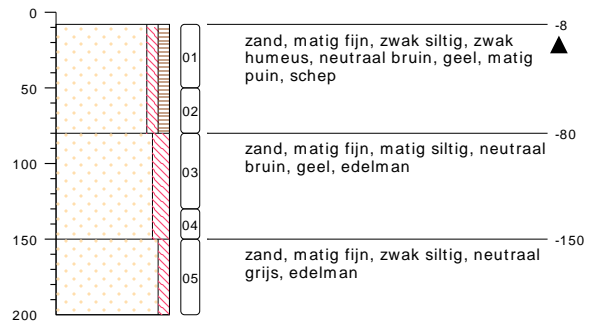 0
-8
zand, matig fijn, zwak siltig, zwak
humeus, neutraal bruin, geel, matig
puin, schep
01
50
02
-80
zand, matig fijn, matig siltig, neutraal
bruin, geel, edelman
100
03
04
150
-150
zand, matig fijn, zwak siltig, neutraal
grijs, edelman
05
200